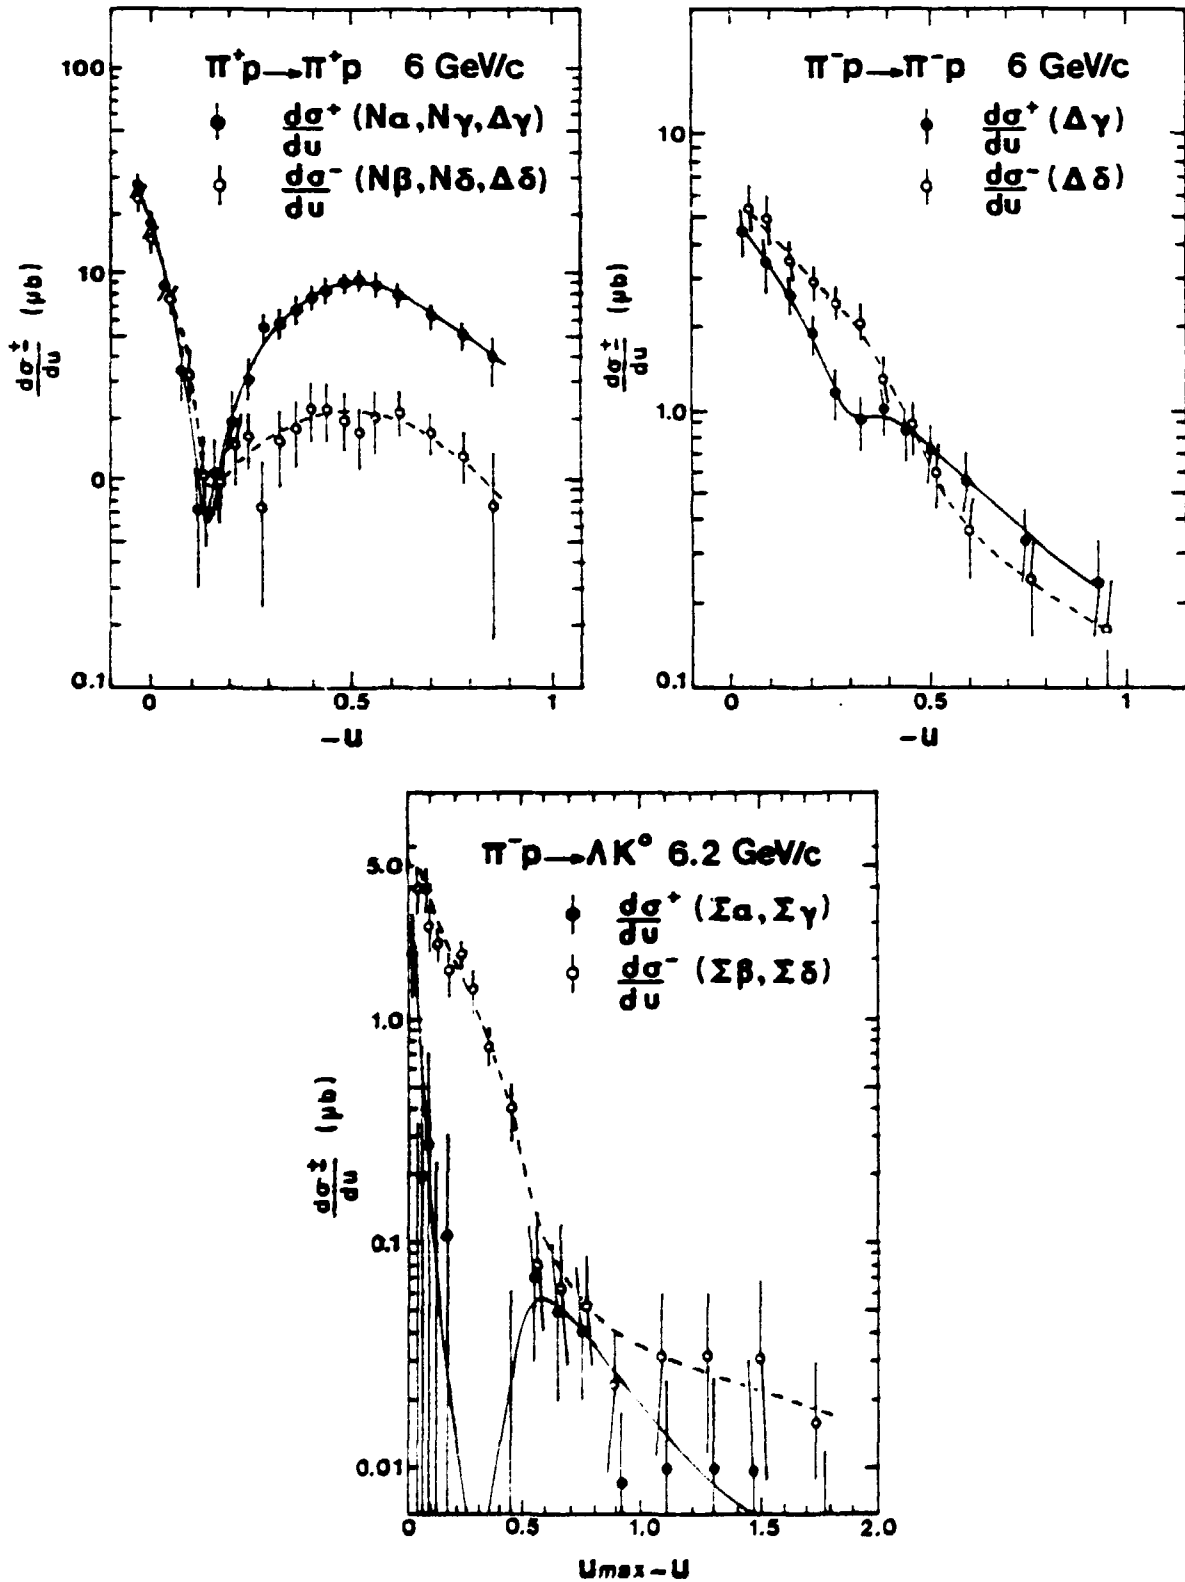 π⁺p→π⁺p 6 GeV/c
dσ⁺/du (Nα,Nγ,Δγ)
dσ⁻/du (Nβ,Nδ,Δδ)
100
10
0
0.1
dσ±/du (μb)
0 0.5 1
-u
π⁻p→π⁻p 6 GeV/c
dσ⁺/du (Δγ)
dσ⁻/du (Δδ)
10
1.0
0.1
dσ±/du (μb)
0 0.5 1
-u
π⁻p→ΛK° 6.2 GeV/c
dσ⁺/du (Σα,Σγ)
dσ⁻/du (Σβ,Σδ)
5.0
1.0
0.1
0.01
dσ±/du (μb)
0 0.5 1.0 1.5 2.0
Umax-u